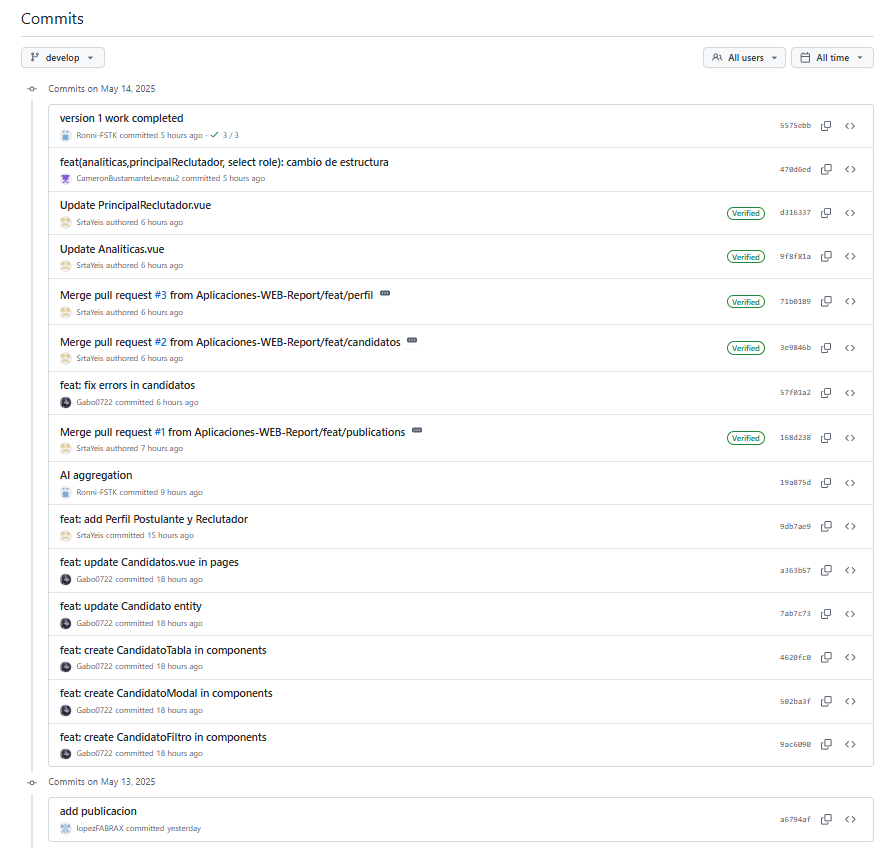 Commits
develop
All users
All time
Commits on May 14, 2025
version 1 work completed
Ronni-FSTK committed 5 hours ago · 3 / 3
5575ebb
feat(analiticas,principalReclutador, select role): cambio de estructura
CameronBustamanteLeveau2 committed 5 hours ago
470d6ed
Update PrincipalReclutador.vue
SrtaYeis authored 6 hours ago
Verified
d316337
Update Analiticas.vue
SrtaYeis authored 6 hours ago
Verified
9f8f81a
Merge pull request #3 from Aplicaciones-WEB-Report/feat/perfil
SrtaYeis authored 6 hours ago
Verified
71b0189
Merge pull request #2 from Aplicaciones-WEB-Report/feat/candidatos
SrtaYeis authored 6 hours ago
Verified
3e9846b
feat: fix errors in candidatos
Gabo0722 committed 6 hours ago
57f01a2
Merge pull request #1 from Aplicaciones-WEB-Report/feat/publications
SrtaYeis authored 7 hours ago
Verified
168d238
AI aggregation
Ronni-FSTK committed 9 hours ago
19a875d
feat: add Perfil Postulante y Reclutador
SrtaYeis committed 15 hours ago
9db7ae9
feat: update Candidatos.vue in pages
Gabo0722 committed 18 hours ago
a363b57
feat: update Candidato entity
Gabo0722 committed 18 hours ago
7ab7c73
feat: create CandidatoTabla in components
Gabo0722 committed 18 hours ago
4620fc0
feat: create CandidatoModal in components
Gabo0722 committed 18 hours ago
502ba3f
feat: create CandidatoFiltro in components
Gabo0722 committed 18 hours ago
9ac6090
Commits on May 13, 2025
add publicacion
lopezFABRAX committed yesterday
a6794af